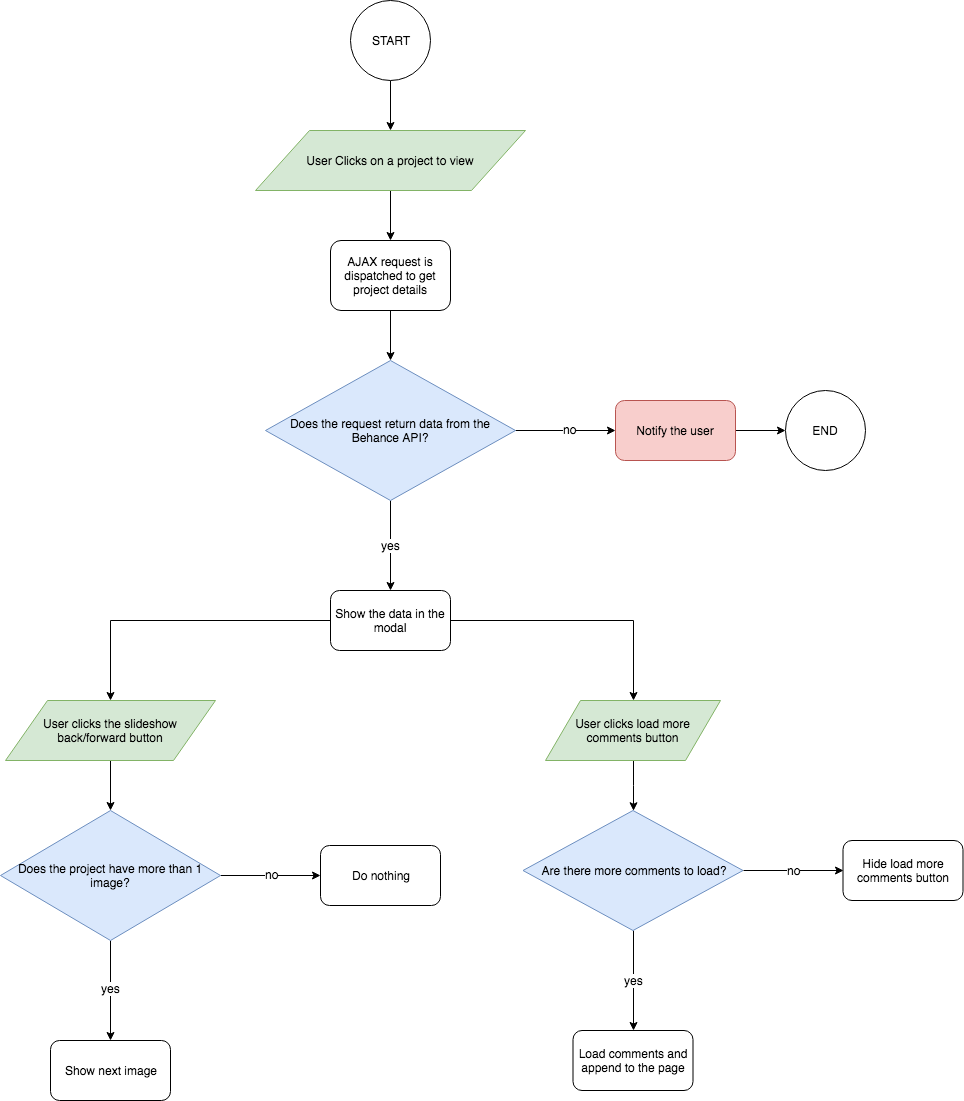 START
User Clicks on a project to view
AJAX request is
dispatched to get
project details
Does the request return data from the
Behance API?
no
Notify the user
END
yes
Show the data in the
modal
User clicks the slideshow
back/forward button
User clicks load more
comments button
Does the project have more than 1
image?
no
Do nothing
Are there more comments to load?
no
Hide load more
comments button
yes
yes
Show next image
Load comments and
append to the page